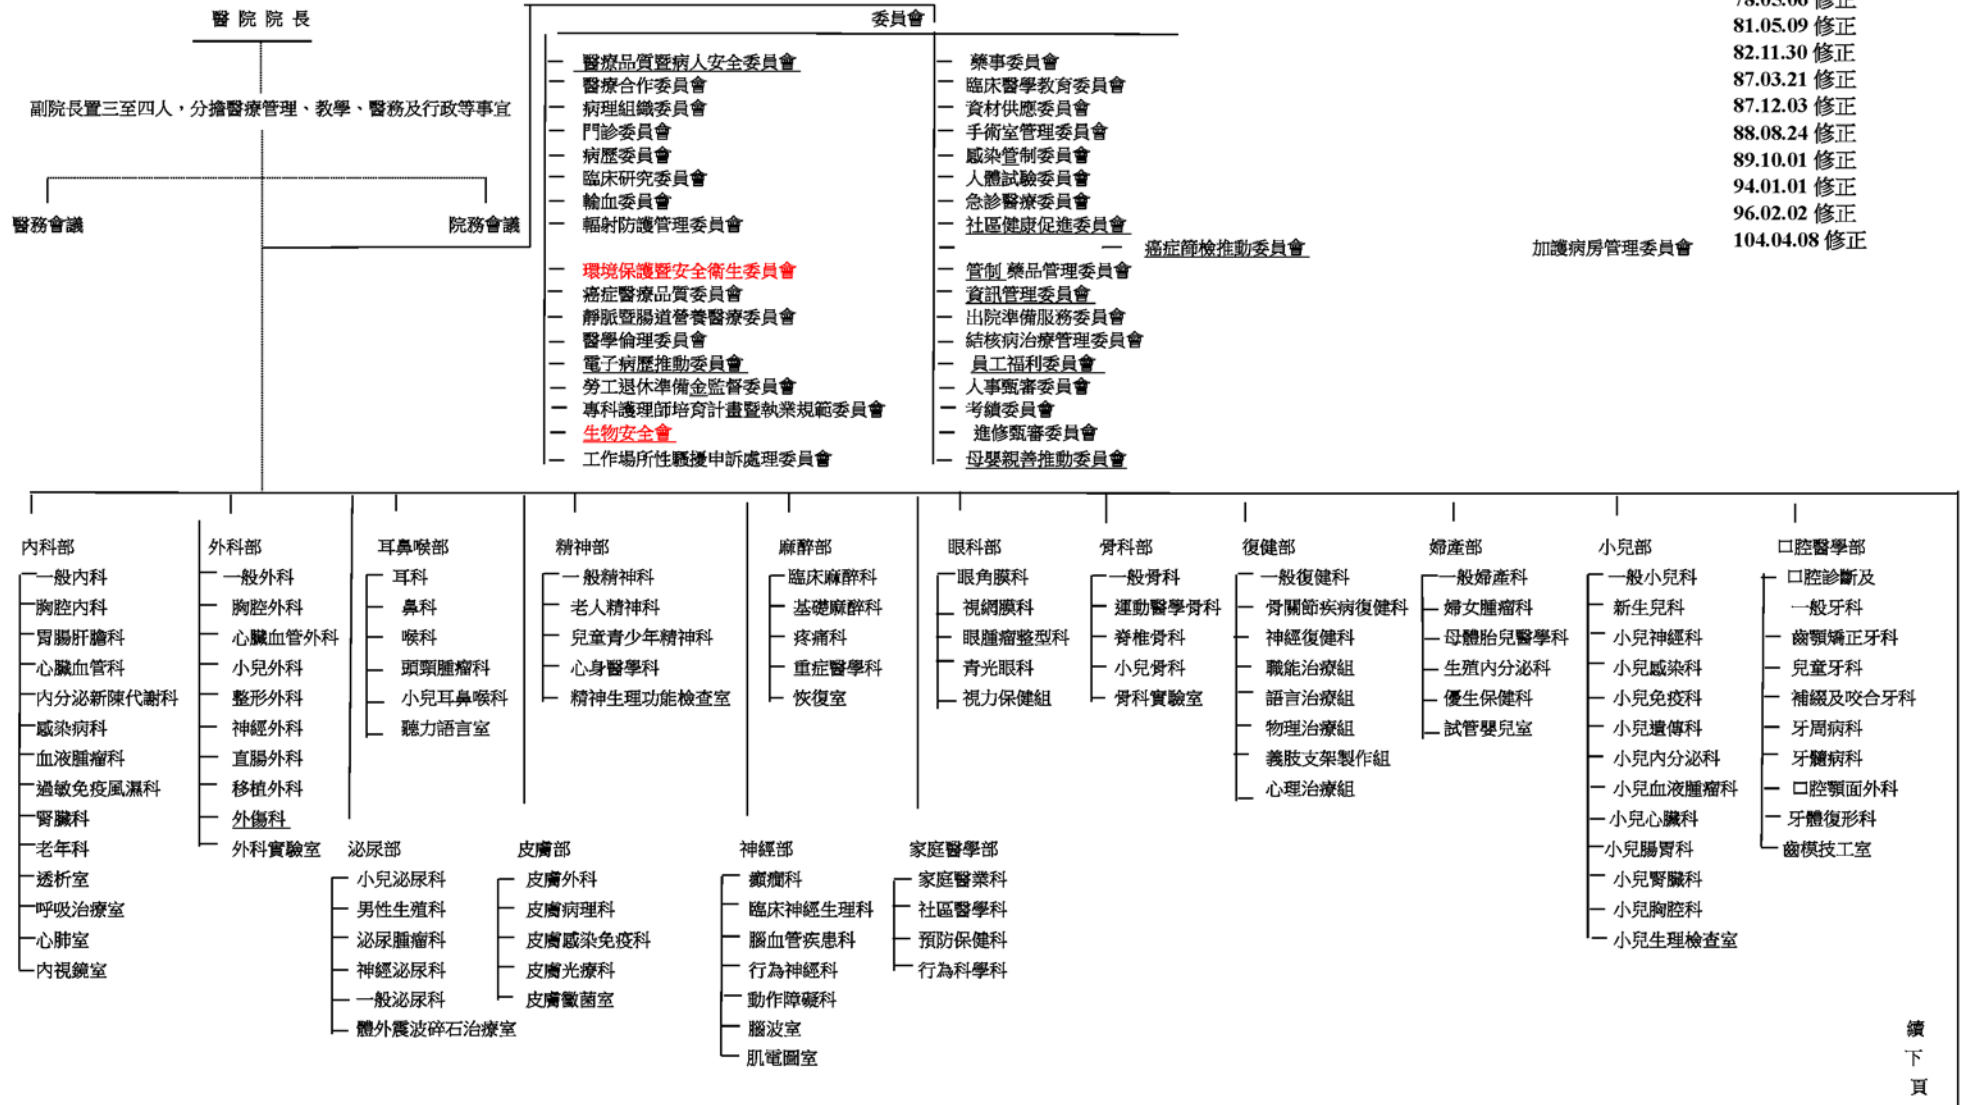 醫院院長
副院長置三至四人，分擔醫療管理、教學、醫務及行政等事宜
醫務會議
院務會議
委員會
醫療品質暨病人安全委員會
醫療合作委員會
病理組織委員會
門診委員會
病歷委員會
臨床研究委員會
輸血委員會
輻射防護管理委員會
環境保護暨安全衛生委員會
癌症醫療品質委員會
靜脈暨腸道營養醫療委員會
醫學倫理委員會
電子病歷推動委員會
勞工退休準備金監督委員會
專科護理師培育計畫暨執業規範委員會
生物安全會
工作場所性騷擾申訴處理委員會
藥事委員會
臨床醫學教育委員會
資材供應委員會
手術室管理委員會
感染管制委員會
人體試驗委員會
急診醫療委員會
社區健康促進委員會
癌症篩檢推動委員會
加護病房管理委員會
管制藥品管理委員會
資訊管理委員會
出院準備服務委員會
結核病治療管理委員會
員工福利委員會
人事甄審委員會
考績委員會
進修甄審委員會
母嬰親善推動委員會
修正
81.05.09 修正
82.11.30 修正
87.03.21 修正
87.12.03 修正
88.08.24 修正
89.10.01 修正
94.01.01 修正
96.02.02 修正
104.04.08 修正
內科部
一般內科
胸腔內科
胃腸肝膽科
心臟血管科
內分泌新陳代謝科
感染病科
血液腫瘤科
過敏免疫風濕科
腎臟科
老年科
透析室
呼吸治療室
心肺室
內視鏡室
外科部
一般外科
胸腔外科
心臟血管外科
小兒外科
整形外科
神經外科
直腸外科
移植外科
外傷科
外科實驗室
耳鼻喉部
耳科
鼻科
喉科
頭頸腫瘤科
小兒耳鼻喉科
聽力語言室
泌尿部
小兒泌尿科
男性生殖科
泌尿腫瘤科
神經泌尿科
一般泌尿科
體外震波碎石治療室
精神部
一般精神科
老人精神科
兒童青少年精神科
心身醫學科
精神生理功能檢查室
皮膚部
皮膚外科
皮膚病理科
皮膚感染免疫科
皮膚光療科
皮膚黴菌室
麻醉部
臨床麻醉科
基礎麻醉科
疼痛科
重症醫學科
恢復室
神經部
癲癇科
臨床神經生理科
腦血管疾患科
行為神經科
動作障礙科
腦波室
肌電圖室
眼科部
眼角膜科
視網膜科
眼腫瘤整型科
青光眼科
視力保健組
家庭醫學部
家庭醫業科
社區醫學科
預防保健科
行為科學科
骨科部
一般骨科
運動醫學骨科
脊椎骨科
小兒骨科
骨科實驗室
復健部
一般復健科
骨關節疾病復健科
神經復健科
職能治療組
語言治療組
物理治療組
義肢支架製作組
心理治療組
婦產部
一般婦產科
婦女腫瘤科
母體胎兒醫學科
生殖內分泌科
優生保健科
試管嬰兒室
小兒部
一般小兒科
新生兒科
小兒神經科
小兒感染科
小兒免疫科
小兒遺傳科
小兒內分泌科
小兒血液腫瘤科
小兒心臟科
小兒腸胃科
小兒腎臟科
小兒胸腔科
小兒生理檢查室
口腔醫學部
口腔診斷及
一般牙科
齒顎矯正牙科
兒童牙科
補綴及咬合牙科
牙周病科
牙髓病科
口腔顎面外科
牙體復形科
齒模技工室
續
下
頁